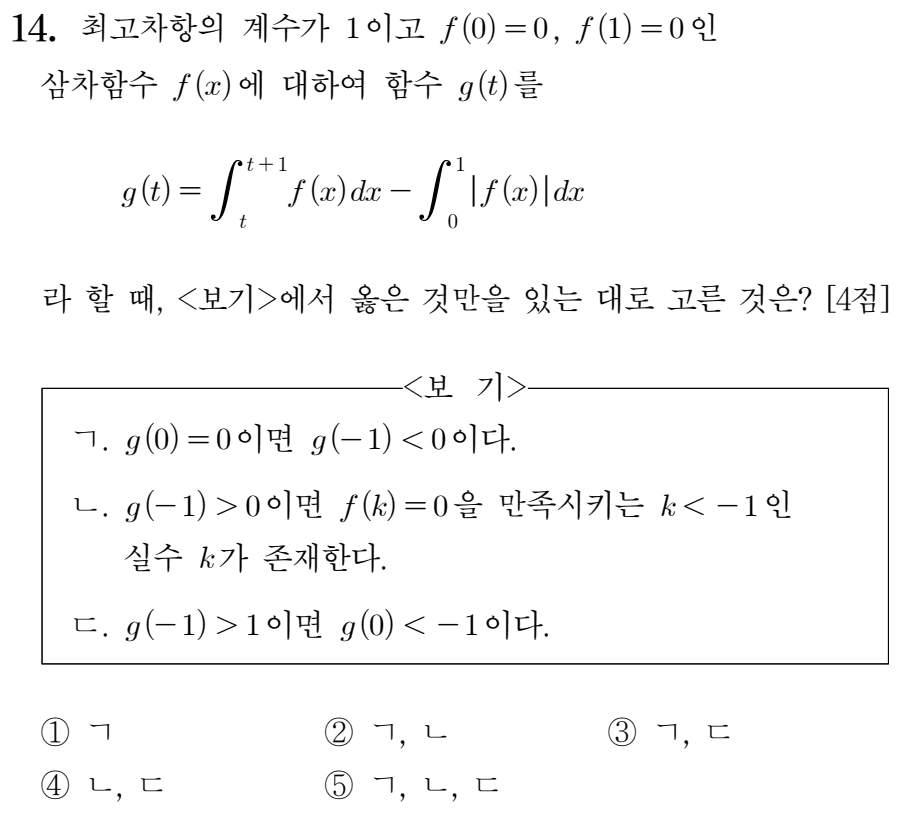 14. 최고차항의 계수가 1이고 f(0)=0, f(1)=0인
삼차함수 f(x)에 대하여 함수 g(t)를
g(t)=∫_t^{t+1} f(x)dx-∫_0^1 |f(x)|dx
라 할 때, <보기>에서 옳은 것만을 있는 대로 고른 것은? [4점]
<보 기>
ㄱ. g(0)=0이면 g(-1)<0이다.
ㄴ. g(-1)>0이면 f(k)=0을 만족시키는 k<-1인
실수 k가 존재한다.
ㄷ. g(-1)>1이면 g(0)<-1이다.
① ㄱ ② ㄱ, ㄴ ③ ㄱ, ㄷ
④ ㄴ, ㄷ ⑤ ㄱ, ㄴ, ㄷ